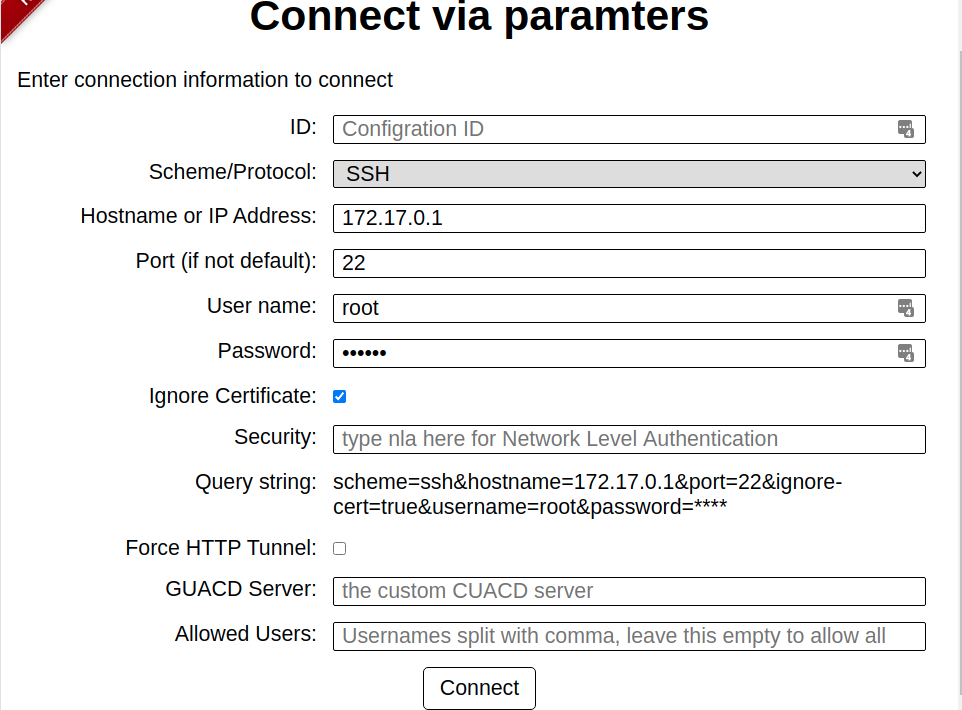 Connect via paramters
Enter connection information to connect
ID: Configration ID
Scheme/Protocol: SSH
Hostname or IP Address: 172.17.0.1
Port (if not default): 22
User name: root
Password: ••••••
Ignore Certificate:
Security: type nla here for Network Level Authentication
Query string: scheme=ssh&hostname=172.17.0.1&port=22&ignore-
cert=true&username=root&password=****
Force HTTP Tunnel:
GUACD Server: the custom CUACD server
Allowed Users: Usernames split with comma, leave this empty to allow all
Connect